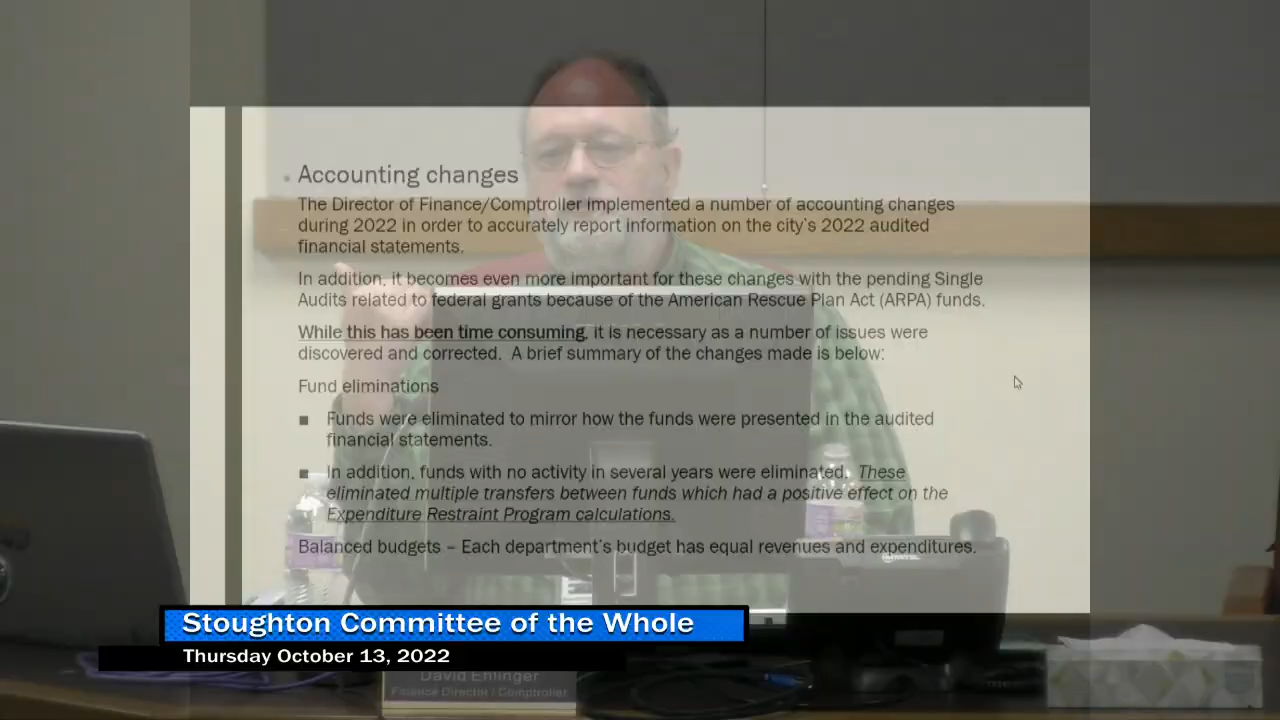 Accounting changes
The Director of Finance/Comptroller implemented a number of accounting changes
during 2022 in order to accurately report information on the city's 2022 audited
financial statements.
In addition, it becomes even more important for these changes with the pending Single
Audits related to federal grants because of the American Rescue Plan Act (ARPA) funds.
While this has been time consuming, it is necessary as a number of issues were
discovered and corrected. A brief summary of the changes made is below:
Fund eliminations
Funds were eliminated to mirror how the funds were presented in the audited
financial statements.
In addition, funds with no activity in several years were eliminated. These
eliminated multiple transfers between funds which had a positive effect on the
Expenditure Restraint Program calculations.
Balanced budgets – Each department's budget has equal revenues and expenditures.
Stoughton Committee of the Whole
Thursday October 13, 2022
David Ehlinger
Finance Director / Comptroller